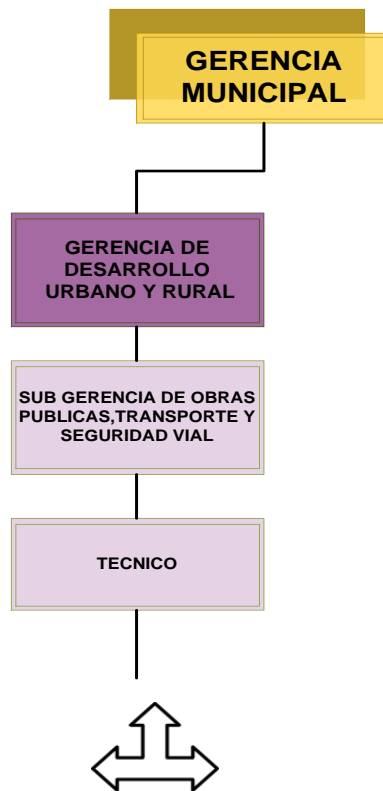 GERENCIA
MUNICIPAL
GERENCIA DE
DESARROLLO
URBANO Y RURAL
SUB GERENCIA DE OBRAS
PUBLICAS,TRANSPORTE Y
SEGURIDAD VIAL
TECNICO